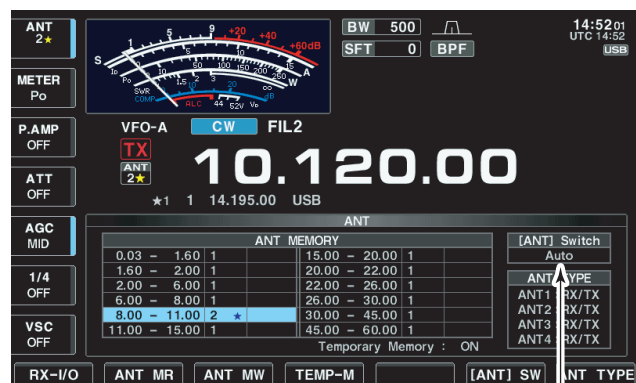 ANT
2★
METER
Po
P.AMP
OFF
ATT
OFF
AGC
MID
1/4
OFF
VSC
OFF
S 1 5 9 +20 +40 +60dB
Io Po 10 50 100 150 200 250 W
0 5 10 15 A
SWR 1 1.5 2 3 ∞
COMP 0 10 20 dB
ALC 44 52V VD
BW 500
SFT 0 BPF
14:52 01
UTC 14:52
USB
VFO-A CW FIL2
TX
ANT
2★
10.120.00
★1 1 14.195.00 USB
ANT
ANT MEMORY
0.03 – 1.60 1 15.00 – 20.00 1
1.60 – 2.00 1 20.00 – 22.00 1
2.00 – 6.00 1 22.00 – 26.00 1
6.00 – 8.00 1 26.00 – 30.00 1
8.00 – 11.00 2 ★ 30.00 – 45.00 1
11.00 – 15.00 1 45.00 – 60.00 1
Temporary Memory : ON
[ANT] Switch
Auto
ANT TYPE
ANT1 RX/TX
ANT2 RX/TX
ANT3 RX/TX
ANT4 RX/TX
RX–I/O ANT MR ANT MW TEMP–M [ANT] SW ANT TYPE